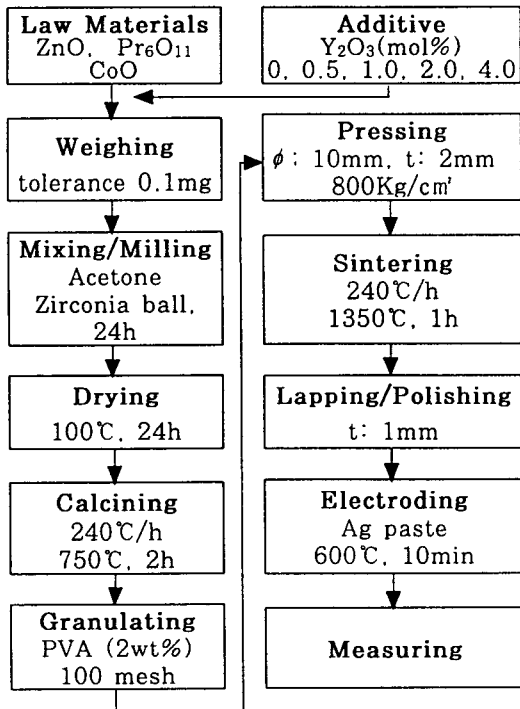 Law Materials
ZnO, Pr₆O₁₁
CoO
Additive
Y₂O₃(mol%)
0, 0.5, 1.0, 2.0, 4.0
Weighing
tolerance 0.1mg
Mixing/Milling
Acetone
Zirconia ball,
24h
Drying
100℃, 24h
Calcining
240℃/h
750℃, 2h
Granulating
PVA (2wt%)
100 mesh
Pressing
ϕ: 10mm, t: 2mm
800Kg/cm²
Sintering
240℃/h
1350℃, 1h
Lapping/Polishing
t: 1mm
Electroding
Ag paste
600℃, 10min
Measuring